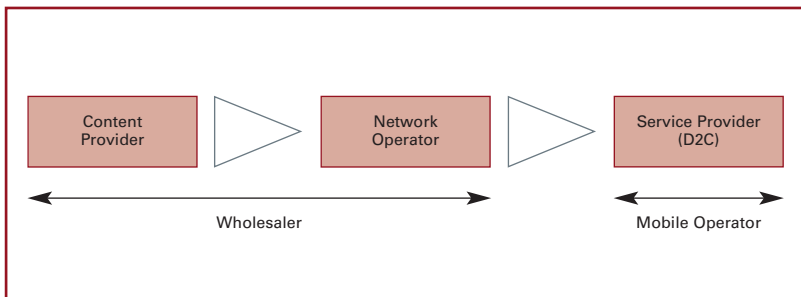 Content
Provider
Network
Operator
Service Provider
(D2C)
Wholesaler
Mobile Operator